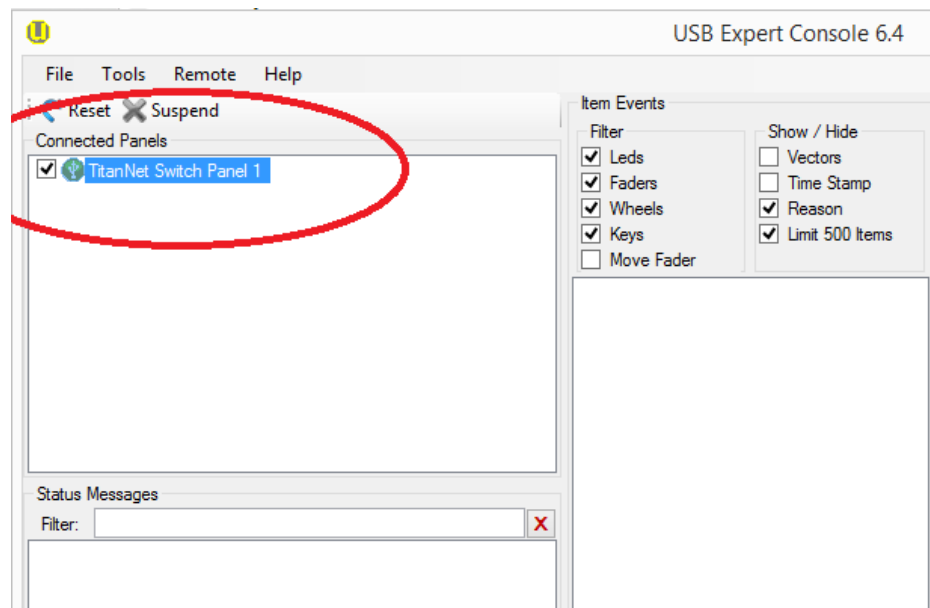 USB Expert Console 6.4
File Tools Remote Help
Reset Suspend
Connected Panels
TitanNet Switch Panel 1
Item Events
Filter
Leds
Faders
Wheels
Keys
Move Fader
Show / Hide
Vectors
Time Stamp
Reason
Limit 500 Items
Status Messages
Filter:
X